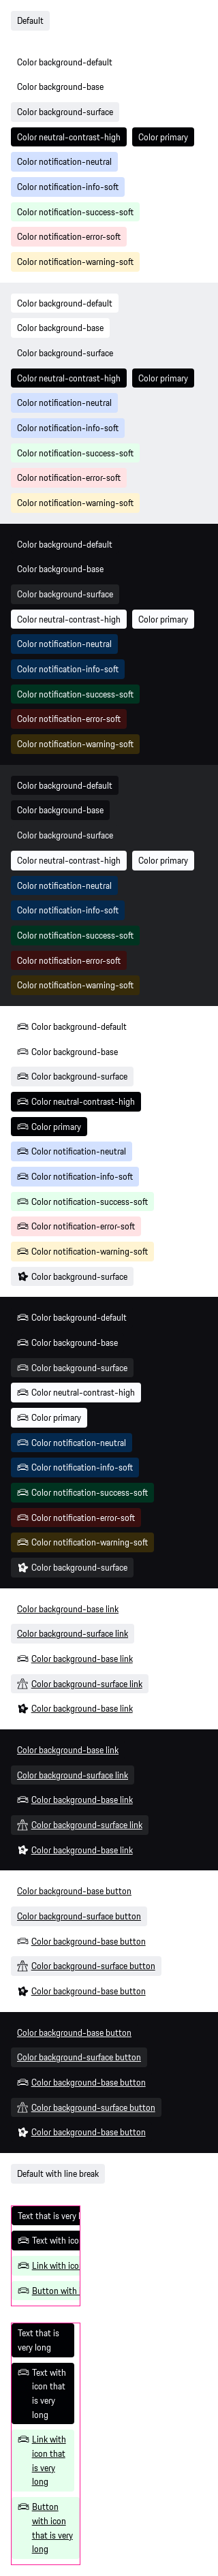 Default
Color background-default
Color background-base
Color background-surface
Color neutral-contrast-high Color primary
Color notification-neutral
Color notification-info-soft
Color notification-success-soft
Color notification-error-soft
Color notification-warning-soft
Color background-default
Color background-base
Color background-surface
Color neutral-contrast-high Color primary
Color notification-neutral
Color notification-info-soft
Color notification-success-soft
Color notification-error-soft
Color notification-warning-soft
Color background-default
Color background-base
Color background-surface
Color neutral-contrast-high Color primary
Color notification-neutral
Color notification-info-soft
Color notification-success-soft
Color notification-error-soft
Color notification-warning-soft
Color background-default
Color background-base
Color background-surface
Color neutral-contrast-high Color primary
Color notification-neutral
Color notification-info-soft
Color notification-success-soft
Color notification-error-soft
Color notification-warning-soft
Color background-default
Color background-base
Color background-surface
Color neutral-contrast-high
Color primary
Color notification-neutral
Color notification-info-soft
Color notification-success-soft
Color notification-error-soft
Color notification-warning-soft
Color background-surface
Color background-default
Color background-base
Color background-surface
Color neutral-contrast-high
Color primary
Color notification-neutral
Color notification-info-soft
Color notification-success-soft
Color notification-error-soft
Color notification-warning-soft
Color background-surface
Color background-base link
Color background-surface link
Color background-base link
Color background-surface link
Color background-base link
Color background-base link
Color background-surface link
Color background-base link
Color background-surface link
Color background-base link
Color background-base button
Color background-surface button
Color background-base button
Color background-surface button
Color background-base button
Color background-base button
Color background-surface button
Color background-base button
Color background-surface button
Color background-base button
Default with line break
Text that is very l
Text with ico
Link with ico
Button with
Text that is
very long
Text with
icon that
is very
long
Link with
icon that
is very
long
Button
with icon
that is very
long